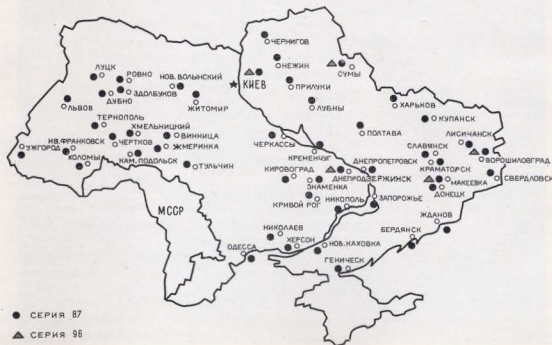 ЧЕРНИГОВ
НЕЖИН
СУМЫ
КИЕВ
ПРИЛУКИ
ЛУЦК
РОВНО
НОВ.ВОЛЫНСКИЙ
ЗДОЛБУНОВ
ДУБНО
ЖИТОМИР
ЛУБНЫ
ХАРЬКОВ
ЛЬВОВ
КУПАНСК
ТЕРНОПОЛЬ
ХМЕЛЬНИЦКИЙ
ПОЛТАВА
ЛИСИЧАНСК
ВИННИЦА
ЧЕРКАССЫ
СЛАВЯНСК
УЖГОРОД
ИВ.ФРАНКОВСК
ЧЕРТКОВ
ЖМЕРИНКА
КРЕМЕНЧУГ
ДНЕПРОПЕТРОВСК
ВОРОШИЛОВГРАД
КОЛОМЫ
КАМ.ПОДОЛЬСК
ТУЛЬЧИН
КИРОВОГРАД
ДНЕПРОДЗЕРЖИНСК
КРАМАТОРСК
МАКЕЕВКА
СВЕРДЛОВСК
ЗНАМЕНКА
ДОНЕЦК
КРИВОЙ РОГ
НИКОПОЛЬ
ЗАПОРОЖЬЕ
МССР
ЖДАНОВ
НИКОЛАЕВ
БЕРДЯНСК
ОДЕССА
ХЕРСОН
НОВ.КАХОВКА
ГЕНИЧЕСК
СЕРИЯ 87
СЕРИЯ 96